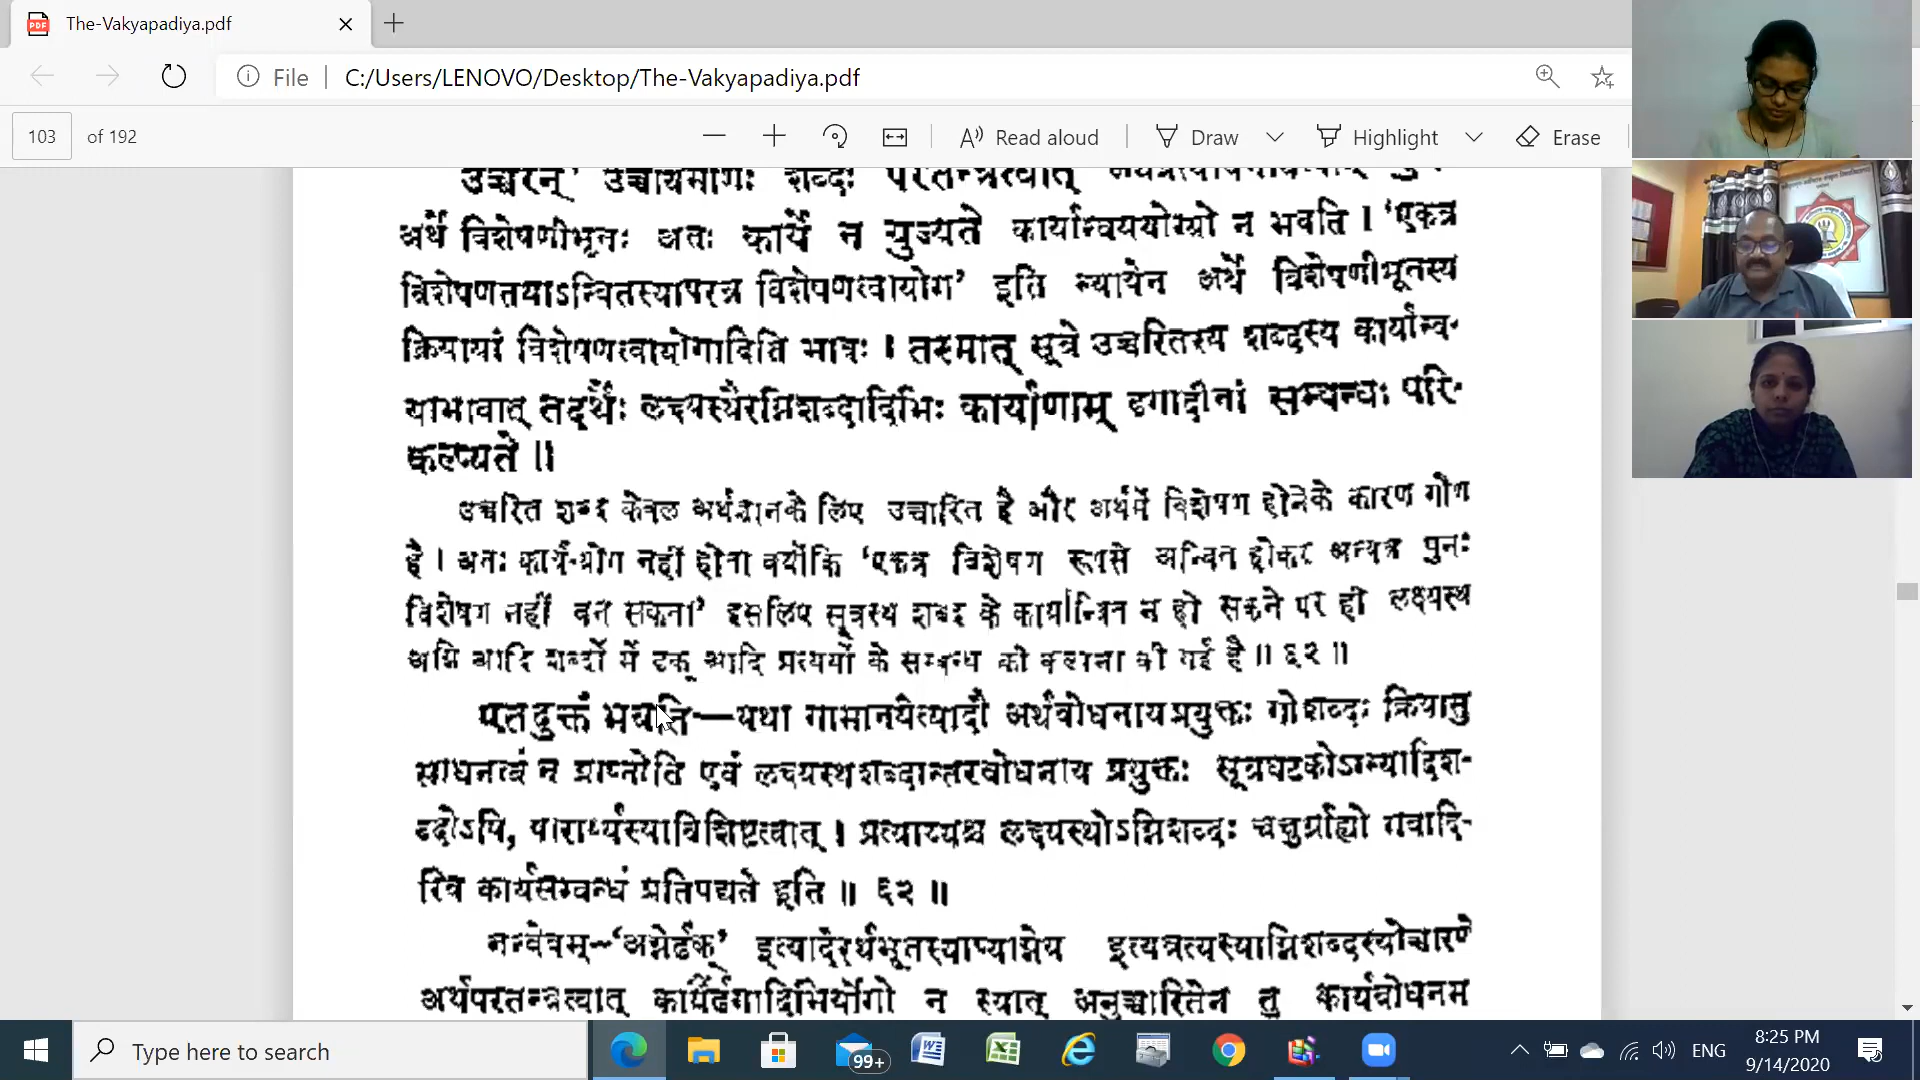 The-Vakyapadiya.pdf
File | C:/Users/LENOVO/Desktop/The-Vakyapadiya.pdf
103 of 192
Read aloud
Draw
Highlight
Erase
उच्चरन् उच्चार्यमाणः शब्दः परतन्त्रत्वात्
अर्थे विशेषणीभूतः अतः कार्ये न युज्यते कार्यान्वययोग्यो न भवति । 'एकत्र
विशेषणतयाऽन्वितस्यापरत्र विशेषणत्वायोग' इति न्यायेन अर्थे विशेषणीभूतस्य
क्रियायां विशेषणत्वायोगादिति भावः । तस्मात् सूत्रे उच्चरितस्य शब्दस्य कार्यान्व-
याभावात् तदर्थैः लक्ष्यस्थैरग्निशब्दादिभिः कार्याणाम् ढगादीनां सम्बन्धः परि-
कल्प्यते ॥
उच्चरित शब्द केवल अर्थज्ञानके लिए उच्चारित है और अर्थमें विशेषण होनेके कारण गौण
है । अतः कार्य-योग नहीं होता क्योंकि 'एकत्र विशेषण रूपसे अन्वित होकर अन्यत्र पुनः
विशेषण नहीं बन सकता' इसलिए सूत्रस्थ शब्द के कार्यान्वित न हो सकने पर ही लक्ष्यस्थ
अग्नि आदि शब्दों में ढक् आदि प्रत्ययों के सम्बन्ध की कल्पना की गई है ॥ ६२ ॥
एतदुक्तं भवति—यथा गामानयेत्यादौ अर्थबोधनाय प्रयुक्तः गोशब्दः क्रियासु
साधनत्वं न प्राप्नोति एवं लक्ष्यस्थशब्दान्तरबोधनाय प्रयुक्तः सूत्रघटकोऽग्न्यादिश-
ब्दोऽपि, पारार्थ्यस्याविशिष्टत्वात् । प्रत्याय्यश्च लक्ष्यस्थोऽग्निशब्दः चक्षुर्ग्राह्यो गवादि-
रिव कार्यसम्बन्धं प्रतिपद्यते इति ॥ ६२ ॥
नन्वेवम्–'अग्नेर्ढक्' इत्यादेरर्थभूतस्याप्याग्नेय इत्यत्रत्यस्याग्निशब्दस्योच्चारणे
अर्थपरतन्त्रत्वात् कार्यैर्ढगादिभिर्योगो न स्यात् अनुच्चारितेन तु कार्यबोधनम
Type here to search
99+
ENG
8:25 PM
9/14/2020